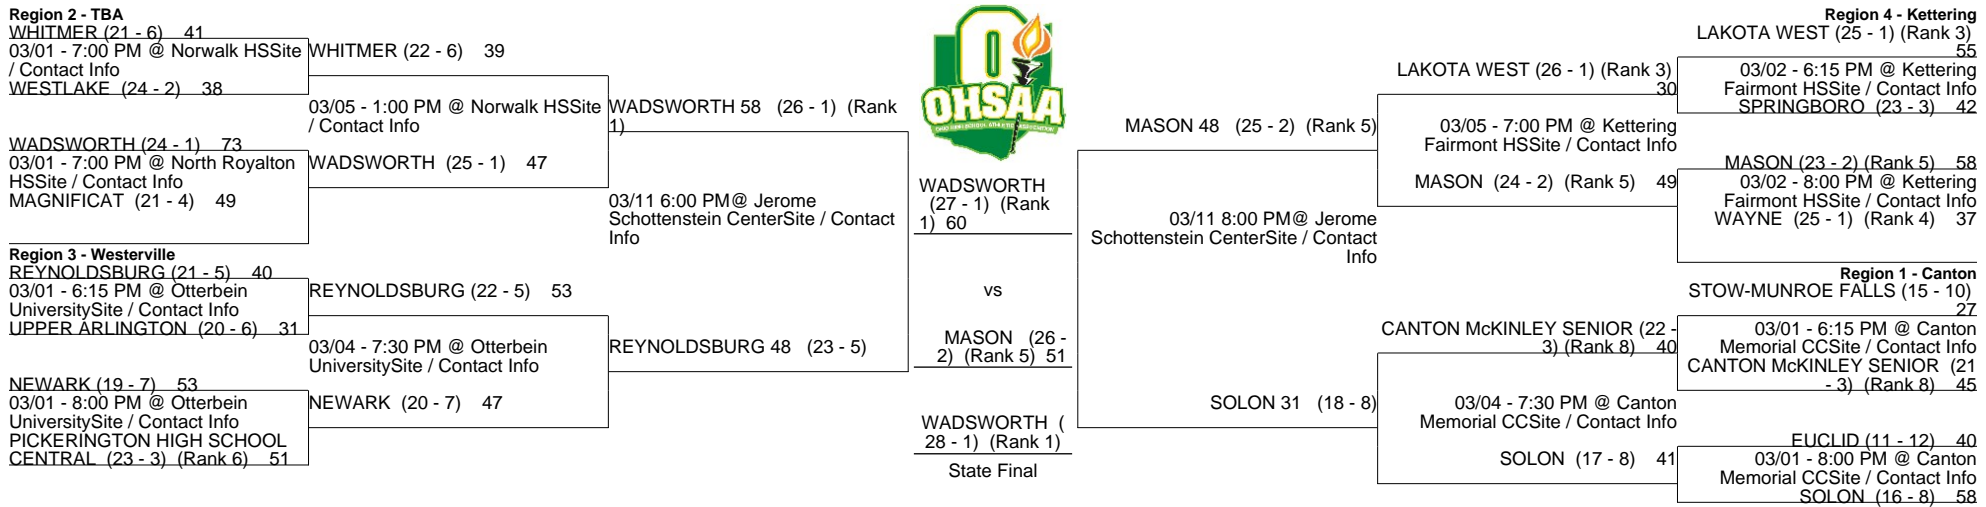 Region 2 - TBA
WHITMER (21 - 6) 41
03/01 - 7:00 PM @ Norwalk HSSite
/ Contact Info
WESTLAKE (24 - 2) 38
WADSWORTH (24 - 1) 73
03/01 - 7:00 PM @ North Royalton
HSSite / Contact Info
MAGNIFICAT (21 - 4) 49
Region 3 - Westerville
REYNOLDSBURG (21 - 5) 40
03/01 - 6:15 PM @ Otterbein
UniversitySite / Contact Info
UPPER ARLINGTON (20 - 6) 31
NEWARK (19 - 7) 53
03/01 - 8:00 PM @ Otterbein
UniversitySite / Contact Info
PICKERINGTON HIGH SCHOOL
CENTRAL (23 - 3) (Rank 6) 51
WHITMER (22 - 6) 39
03/05 - 1:00 PM @ Norwalk HSSite
/ Contact Info
WADSWORTH (25 - 1) 47
REYNOLDSBURG (22 - 5) 53
03/04 - 7:30 PM @ Otterbein
UniversitySite / Contact Info
NEWARK (20 - 7) 47
WADSWORTH 58 (26 - 1) (Rank
1)
03/11 6:00 PM@ Jerome
Schottenstein CenterSite / Contact
Info
REYNOLDSBURG 48 (23 - 5)
OHSAA
WADSWORTH
(27 - 1) (Rank
1) 60
vs
MASON (26 -
2) (Rank 5) 51
WADSWORTH (
28 - 1) (Rank 1)
State Final
MASON 48 (25 - 2) (Rank 5)
03/11 8:00 PM@ Jerome
Schottenstein CenterSite / Contact
Info
SOLON 31 (18 - 8)
LAKOTA WEST (26 - 1) (Rank 3)
30
03/05 - 7:00 PM @ Kettering
Fairmont HSSite / Contact Info
MASON (24 - 2) (Rank 5) 49
CANTON McKINLEY SENIOR (22 -
3) (Rank 8) 40
03/04 - 7:30 PM @ Canton
Memorial CCSite / Contact Info
SOLON (17 - 8) 41
Region 4 - Kettering
LAKOTA WEST (25 - 1) (Rank 3)
55
03/02 - 6:15 PM @ Kettering
Fairmont HSSite / Contact Info
SPRINGBORO (23 - 3) 42
MASON (23 - 2) (Rank 5) 58
03/02 - 8:00 PM @ Kettering
Fairmont HSSite / Contact Info
WAYNE (25 - 1) (Rank 4) 37
Region 1 - Canton
STOW-MUNROE FALLS (15 - 10)
27
03/01 - 6:15 PM @ Canton
Memorial CCSite / Contact Info
CANTON McKINLEY SENIOR (21
- 3) (Rank 8) 45
EUCLID (11 - 12) 40
03/01 - 8:00 PM @ Canton
Memorial CCSite / Contact Info
SOLON (16 - 8) 58